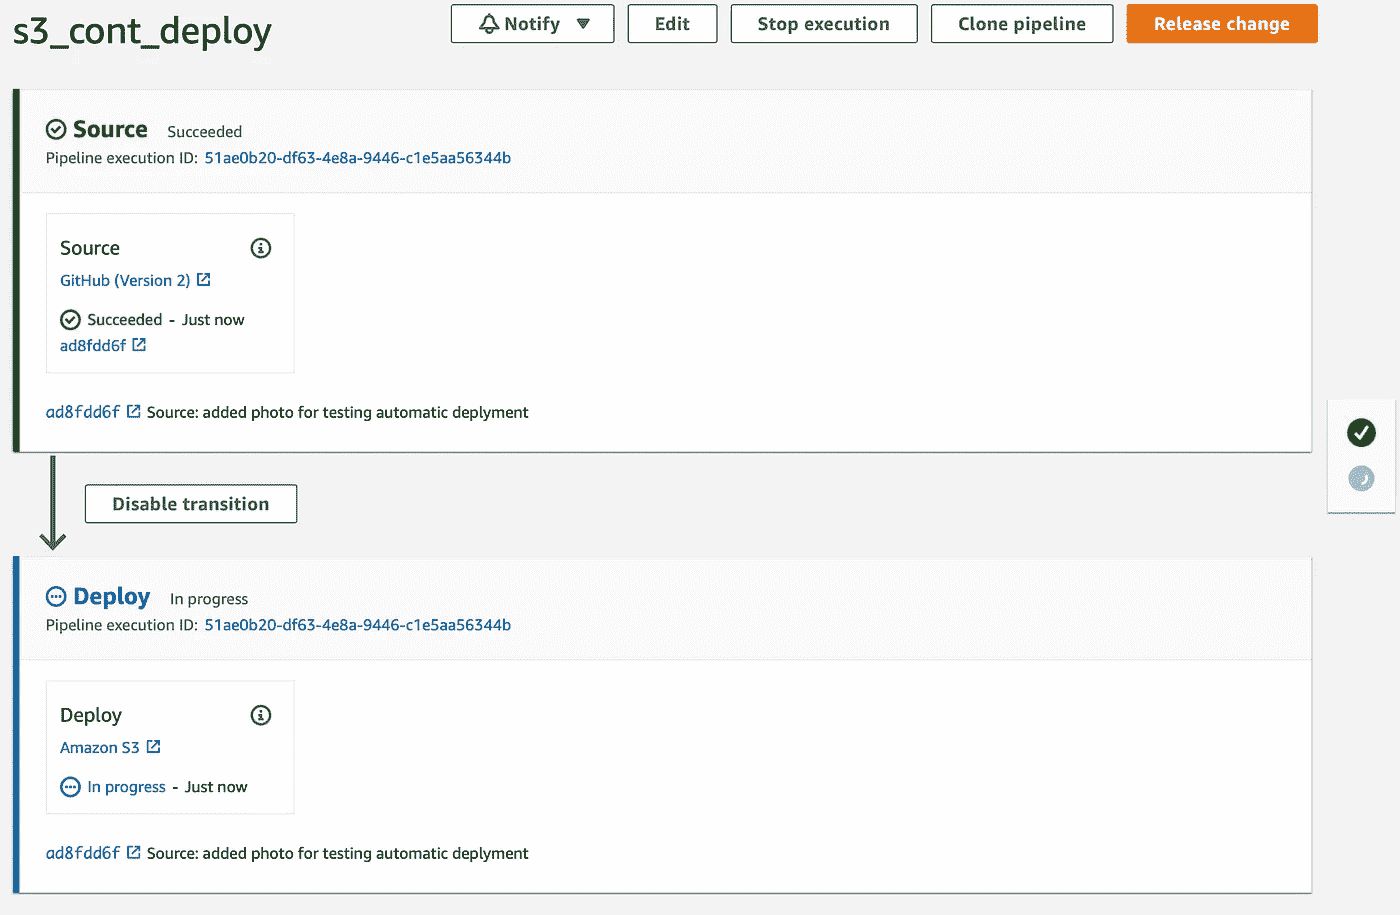 s3_cont_deploy
Notify
Edit
Stop execution
Clone pipeline
Release change
Source Succeeded
Pipeline execution ID: 51ae0b20-df63-4e8a-9446-c1e5aa56344b
Source
GitHub (Version 2)
Succeeded - Just now
ad8fdd6f
ad8fdd6f Source: added photo for testing automatic deplyment
Disable transition
Deploy In progress
Pipeline execution ID: 51ae0b20-df63-4e8a-9446-c1e5aa56344b
Deploy
Amazon S3
In progress - Just now
ad8fdd6f Source: added photo for testing automatic deplyment